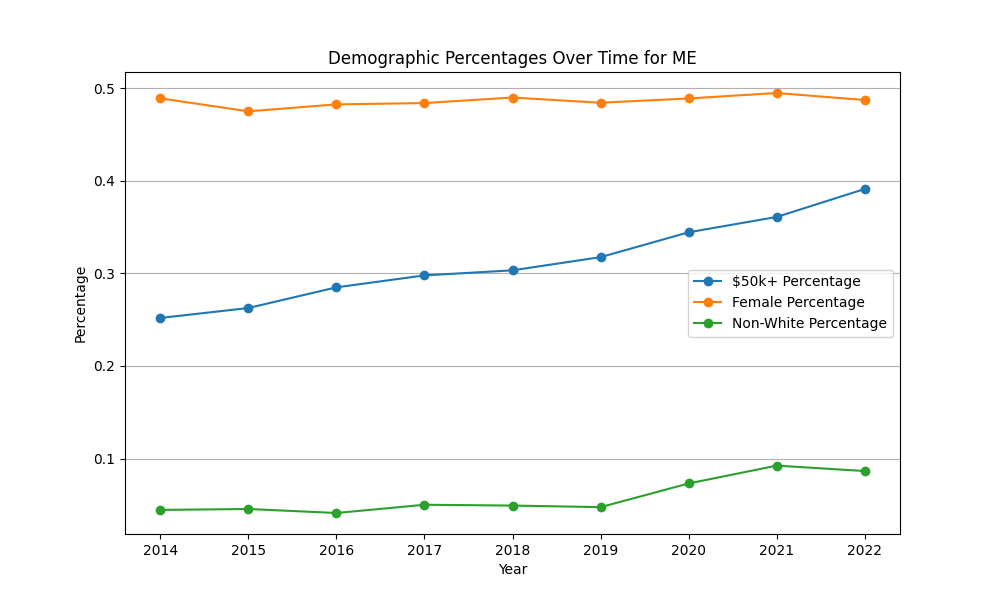 Demographic Percentages Over Time for ME
0.5
0.4
0.3
0.2
0.1
Percentage
$50k+ Percentage
Female Percentage
Non-White Percentage
2014 2015 2016 2017 2018 2019 2020 2021 2022
Year